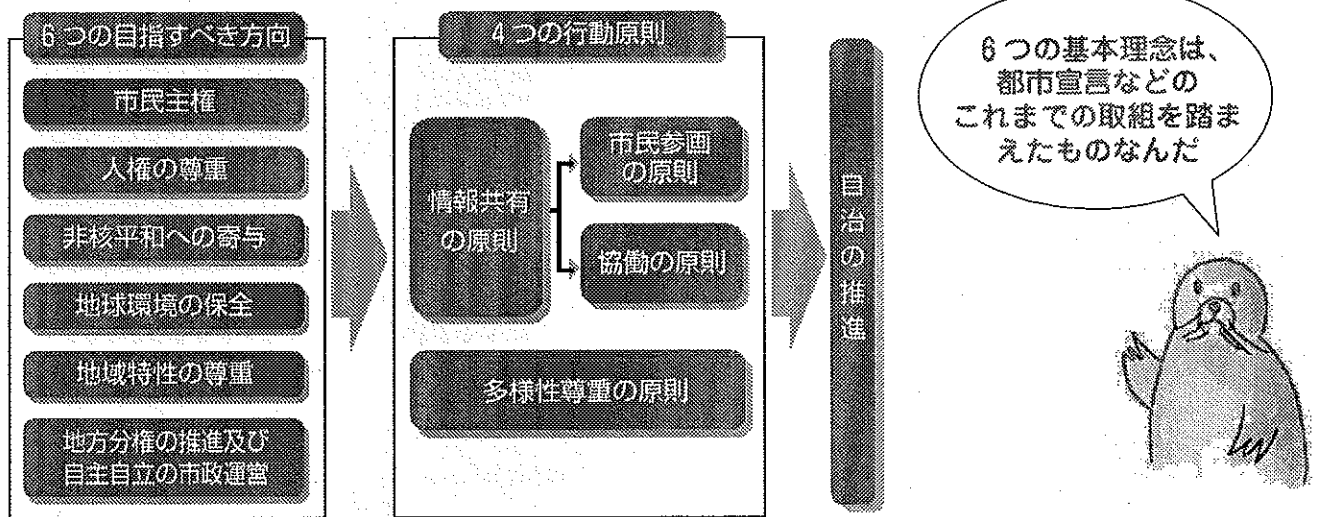 6つの目指すべき方向
市民主権
人権の尊重
非核平和への寄与
地球環境の保全
地域特性の尊重
地方分権の推進及び
自主自立の市政運営
4つの行動原則
情報共有
の原則
市民参画
の原則
協働の原則
多様性尊重の原則
自治の推進
6つの基本理念は、
都市宣言などの
これまでの取組を踏ま
えたものなんだ